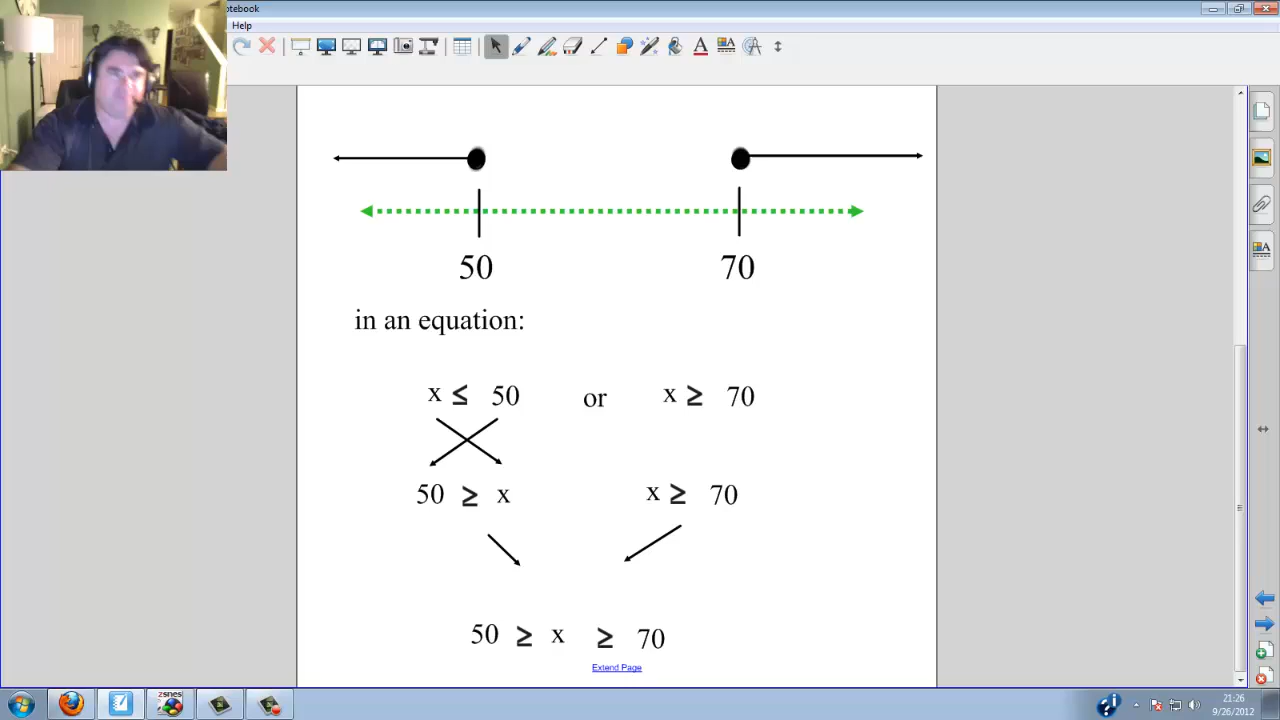 otebook
Help
50 70
in an equation:
x ≤ 50 or x ≥ 70
50 ≥ x x ≥ 70
50 ≥ x ≥ 70
Extend Page
zsnes
21:26
9/26/2012